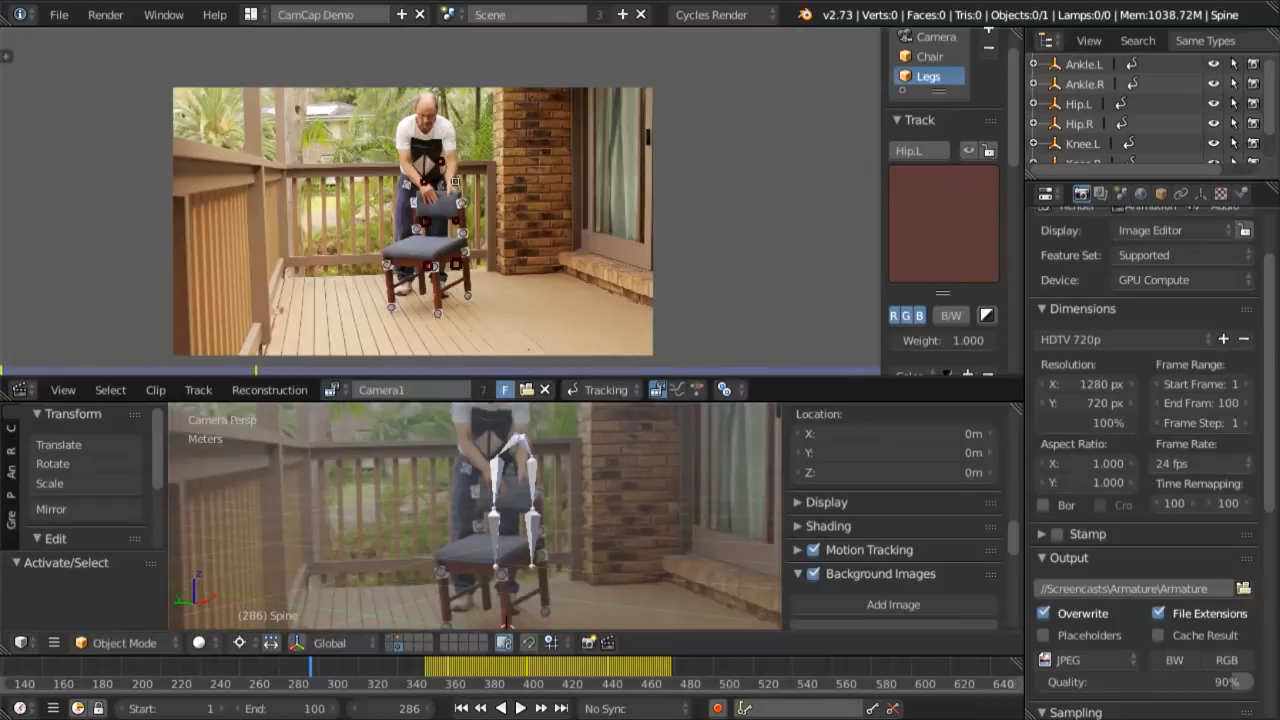 File Render Window Help CamCap Demo Scene 3 Cycles Render v2.73 | Verts:0 | Faces:0 | Tris:0 | Objects:0/1 | Lamps:0/0 | Mem:1038.72M | Spine
Camera
Chair
Legs
Track
Hip.L
R G B B/W
Weight: 1.000
View Search Same Types
Ankle.L
Ankle.R
Hip.L
Hip.R
Knee.L
Display: Image Editor
Feature Set: Supported
Device: GPU Compute
Dimensions
HDTV 720p
Resolution: Frame Range:
X: 1280 px Start Frame: 1
Y: 720 px End Fram: 100
100% Frame Step: 1
Aspect Ratio: Frame Rate:
X: 1.000 24 fps
Y: 1.000 Time Remapping:
Bor Cro 100 100
Stamp
Output
//Screencasts\Armature\Armature
Overwrite File Extensions
Placeholders Cache Result
JPEG BW RGB
Quality: 90%
Sampling
View Select Clip Track Reconstruction Camera1 7 F Tracking
Transform
Translate
Rotate
Scale
Mirror
Edit
Activate/Select
C
R
An
P
Gre
Camera Persp
Meters
(286) Spine
Location:
X: 0m
Y: 0m
Z: 0m
Display
Shading
Motion Tracking
Background Images
Add Image
Object Mode Global
140 160 180 200 220 240 260 280 300 320 340 360 380 400 420 440 460 480 500 520 540 560 580 600 620 640
Start: 1 End: 100 286 No Sync